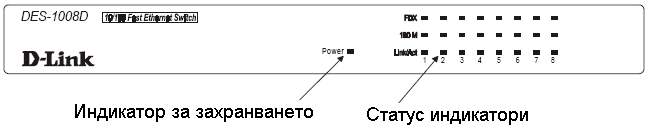 DES-1008D 10/100 Fast Ethernet Switch
FDX
100 M
Power
Link/Act
D-Link
1 2 3 4 5 6 7 8
Индикатор за захранването
Статус индикатори